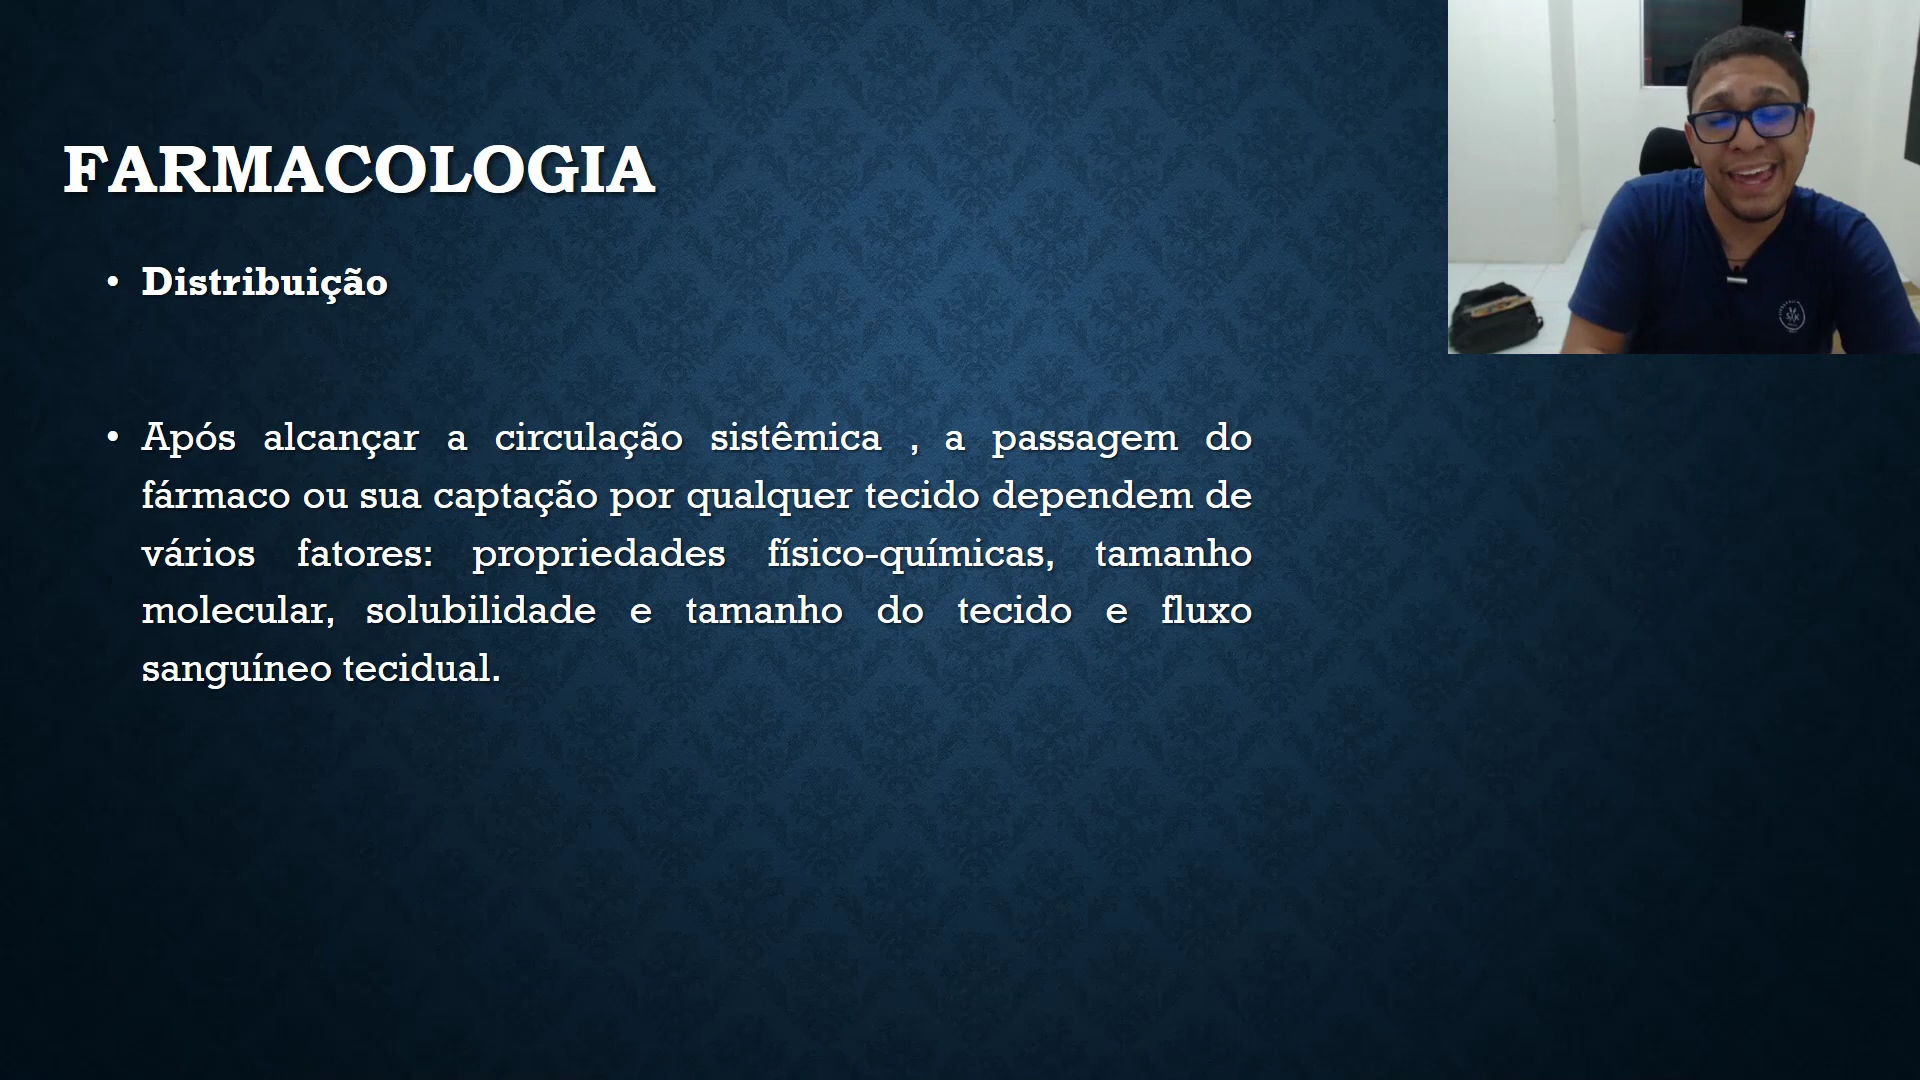 FARMACOLOGIA
• Distribuição
• Após alcançar a circulação sistêmica , a passagem do
fármaco ou sua captação por qualquer tecido dependem de
vários fatores: propriedades físico-químicas, tamanho
molecular, solubilidade e tamanho do tecido e fluxo
sanguíneo tecidual.